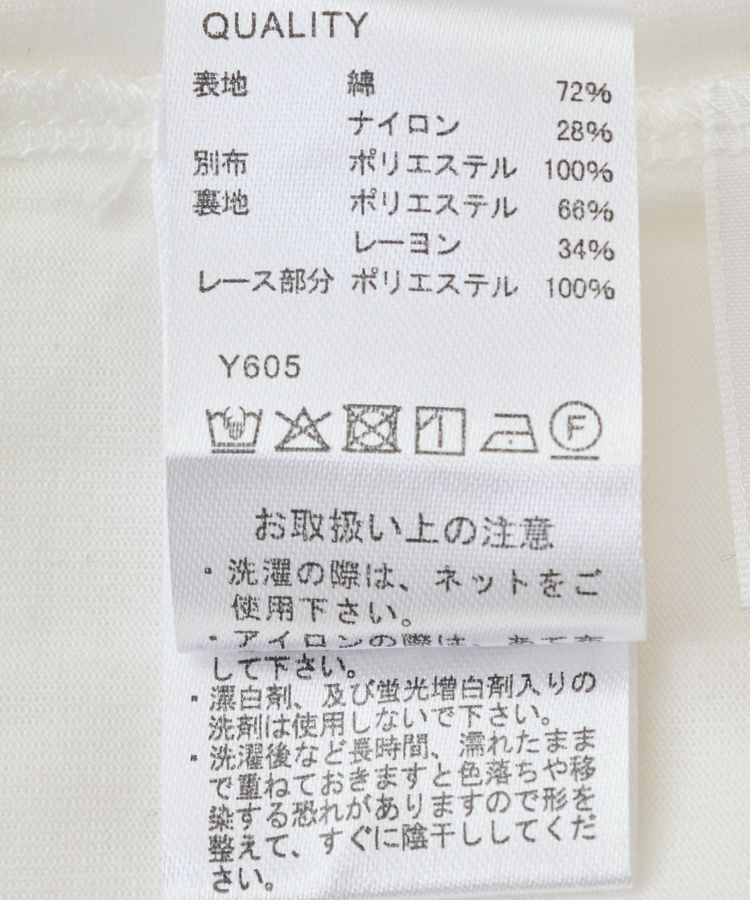 QUALITY
表地 綿 72%
ナイロン 28%
別布 ポリエステル 100%
裏地 ポリエステル 66%
レーヨン 34%
レース部分 ポリエステル 100%
Y605
F
お取扱い上の注意
・洗濯の際は、ネットをご
使用下さい。
・アイロンの際は、
して下さい。
・漂白剤、及び蛍光増白剤入りの
洗剤は使用しないで下さい。
・洗濯後など長時間、濡れたまま
で重ねておきますと色落ちや移
染する恐れがありますので形を
整えて、すぐに陰干ししてくだ
さい。